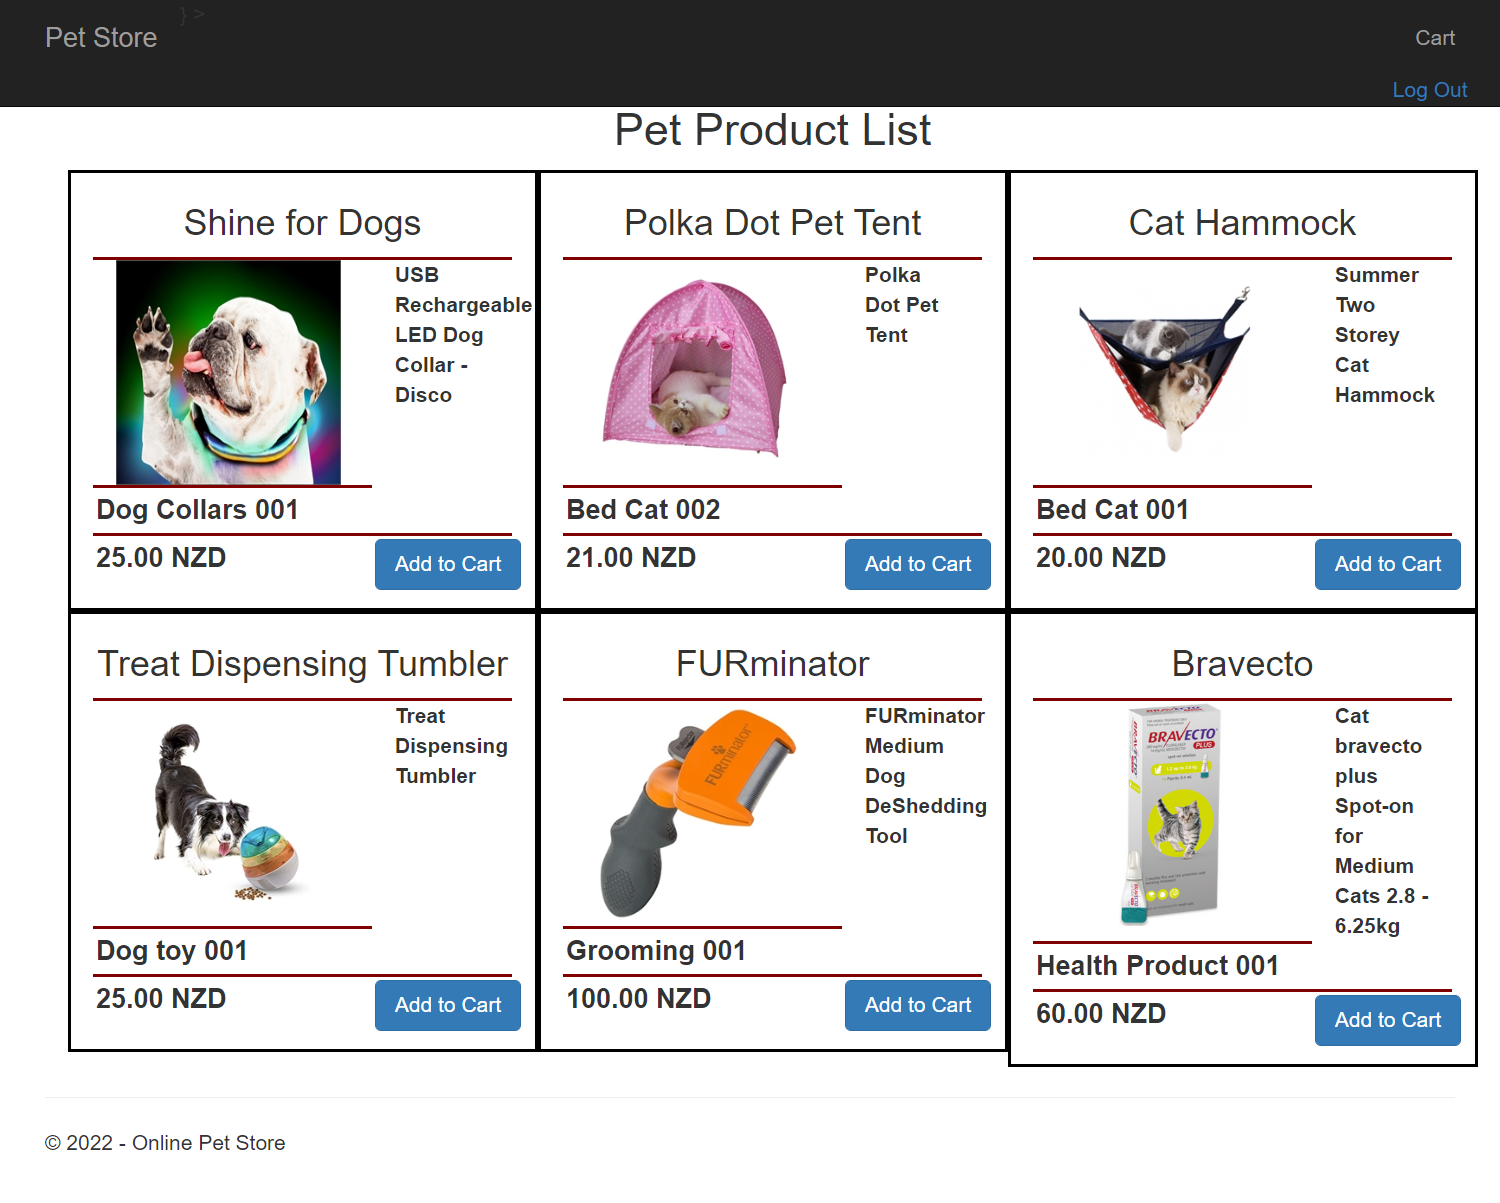 } >
Pet Store
Cart
Log Out
Pet Product List
Shine for Dogs
USB
Rechargeable
LED Dog
Collar -
Disco
Dog Collars 001
25.00 NZD
Add to Cart
Polka Dot Pet Tent
Polka
Dot Pet
Tent
Bed Cat 002
21.00 NZD
Add to Cart
Cat Hammock
Summer
Two
Storey
Cat
Hammock
Bed Cat 001
20.00 NZD
Add to Cart
Treat Dispensing Tumbler
Treat
Dispensing
Tumbler
Dog toy 001
25.00 NZD
Add to Cart
FURminator
FURminator
FURminator
Medium
Dog
DeShedding
Tool
Grooming 001
100.00 NZD
Add to Cart
Bravecto
BRAVECTO
PLUS
Cat
bravecto
plus
Spot-on
for
Medium
Cats 2.8 -
6.25kg
Health Product 001
60.00 NZD
Add to Cart
© 2022 - Online Pet Store